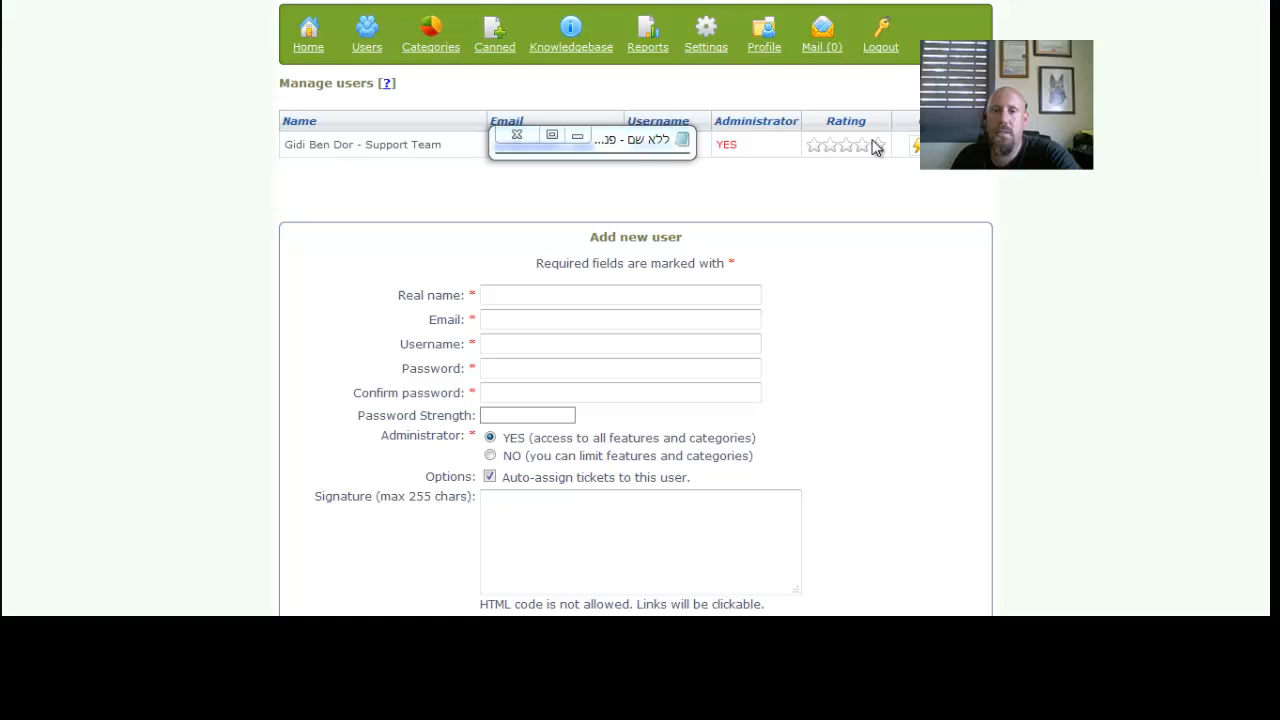 Home Users Categories Canned Knowledgebase Reports Settings Profile Mail (0) Logout
Manage users [?]
Name Email Username Administrator Rating
Gidi Ben Dor - Support Team YES
ללא שם - פנ...
Add new user
Required fields are marked with *
Real name: *
Email: *
Username: *
Password: *
Confirm password: *
Password Strength:
Administrator: * YES (access to all features and categories)
NO (you can limit features and categories)
Options: Auto-assign tickets to this user.
Signature (max 255 chars):
HTML code is not allowed. Links will be clickable.